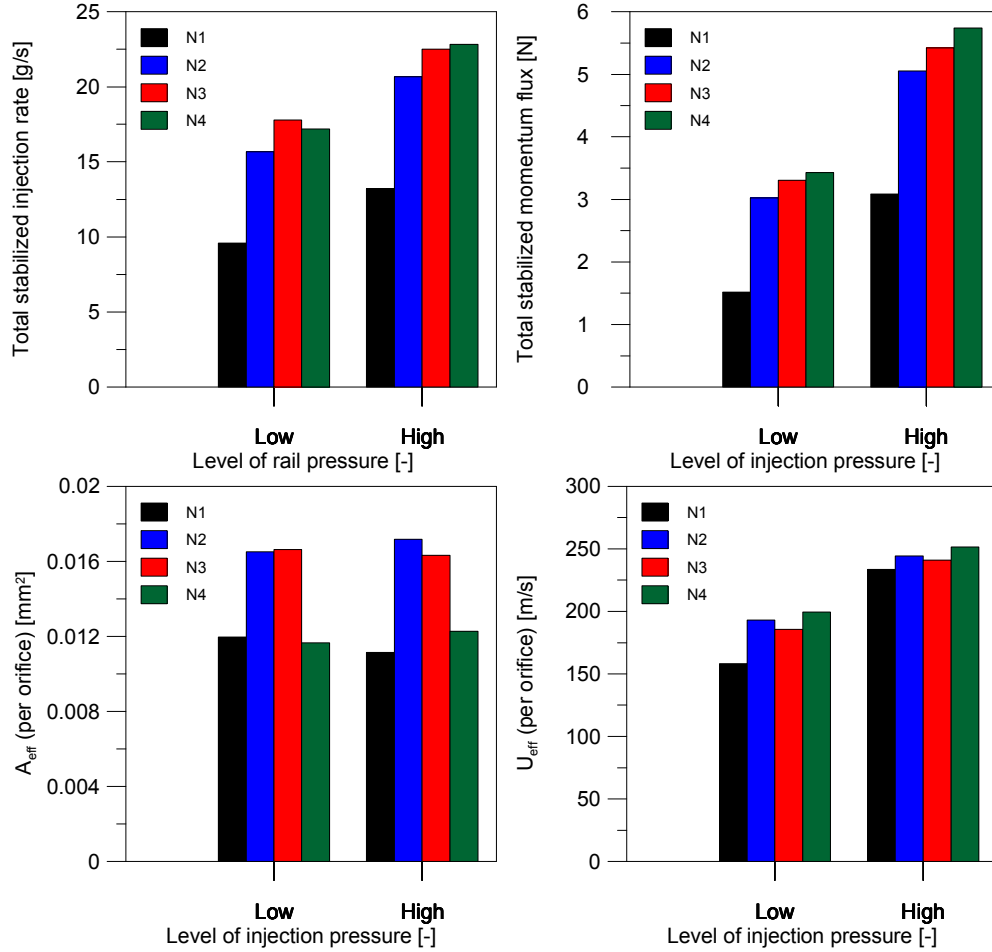 Total stabilized injection rate [g/s]
25
20
15
10
5
0
N1
N2
N3
N4
Low
High
Level of rail pressure [-]
Total stabilized momentum flux [N]
6
5
4
3
2
1
0
N1
N2
N3
N4
Low
High
Level of injection pressure [-]
A_eff (per orifice) [mm²]
0.02
0.016
0.012
0.008
0.004
0
N1
N2
N3
N4
Low
High
Level of injection pressure [-]
U_eff (per orifice) [m/s]
300
250
200
150
100
50
0
N1
N2
N3
N4
Low
High
Level of injection pressure [-]